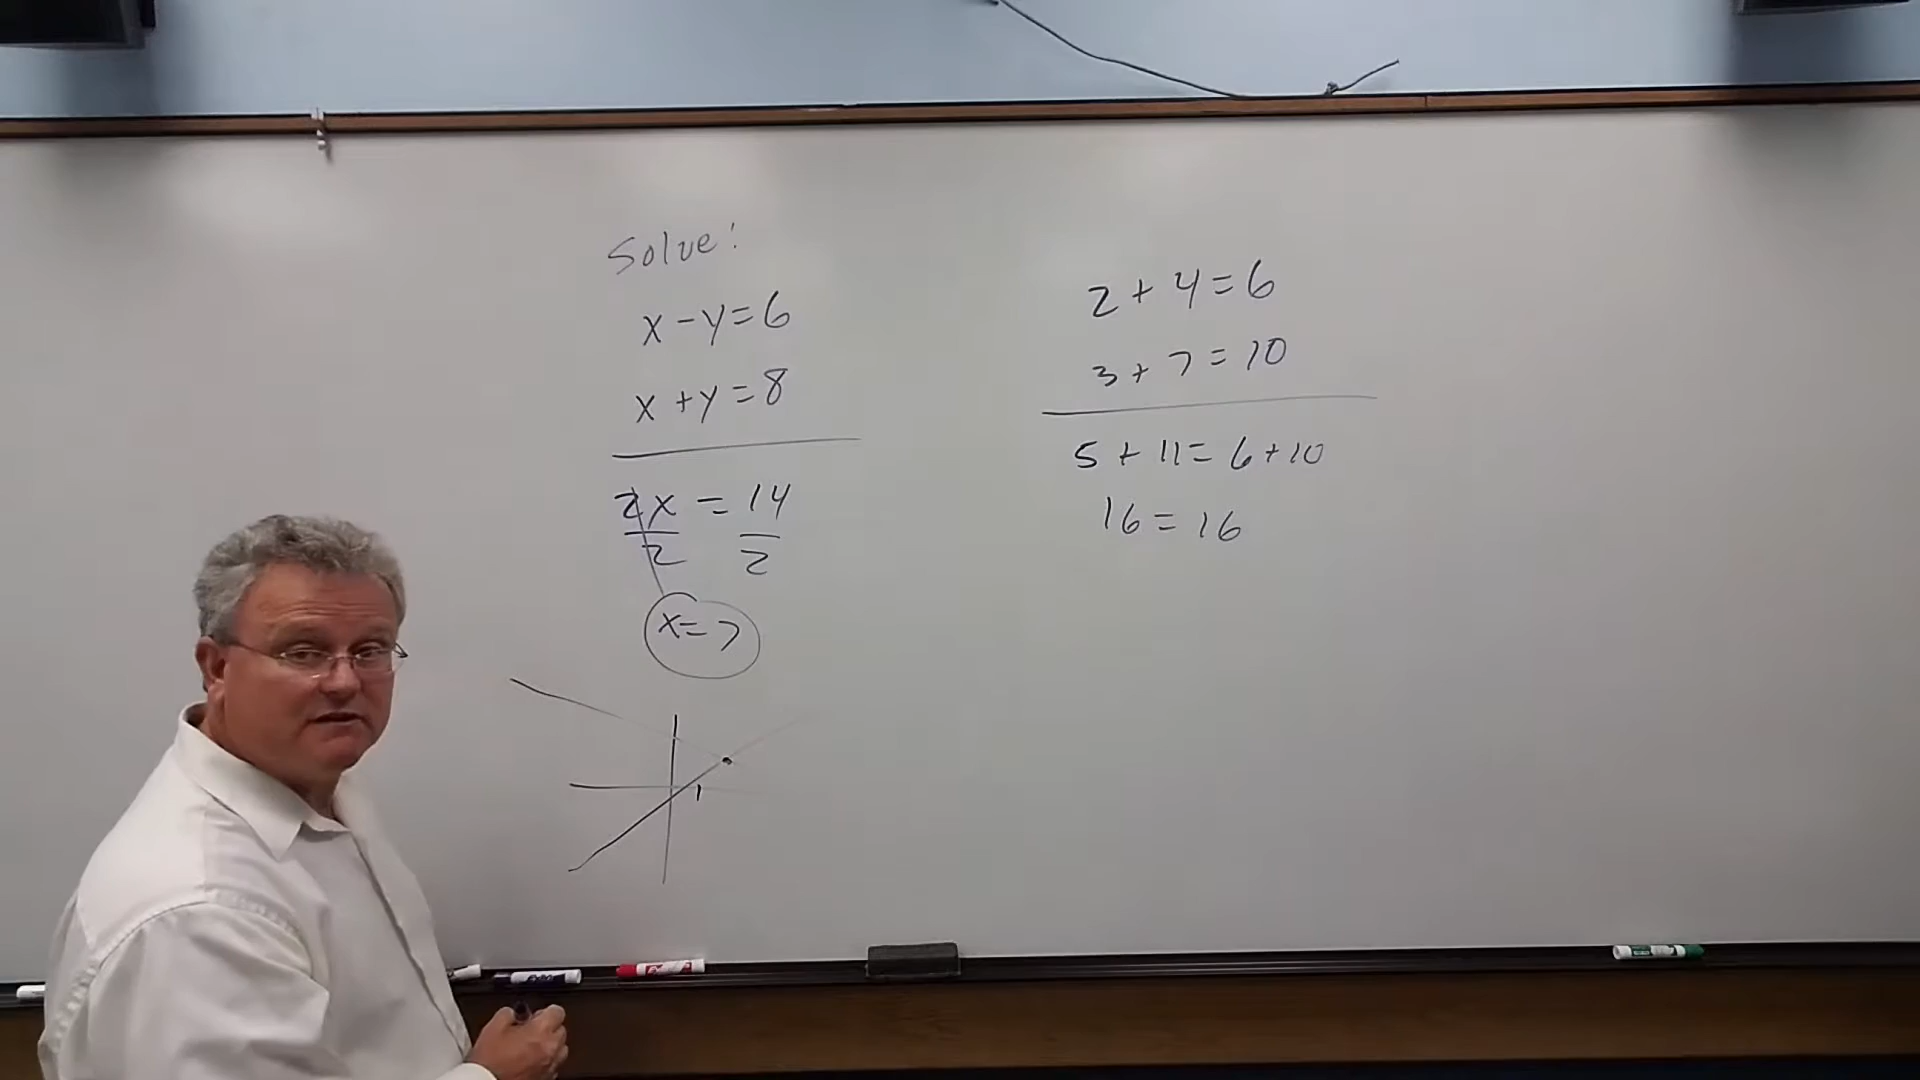 Solve:
x - y = 6
x + y = 8
2x = 14
2 2
x = 7
1
2 + 4 = 6
3 + 7 = 10
5 + 11 = 6 + 10
16 = 16